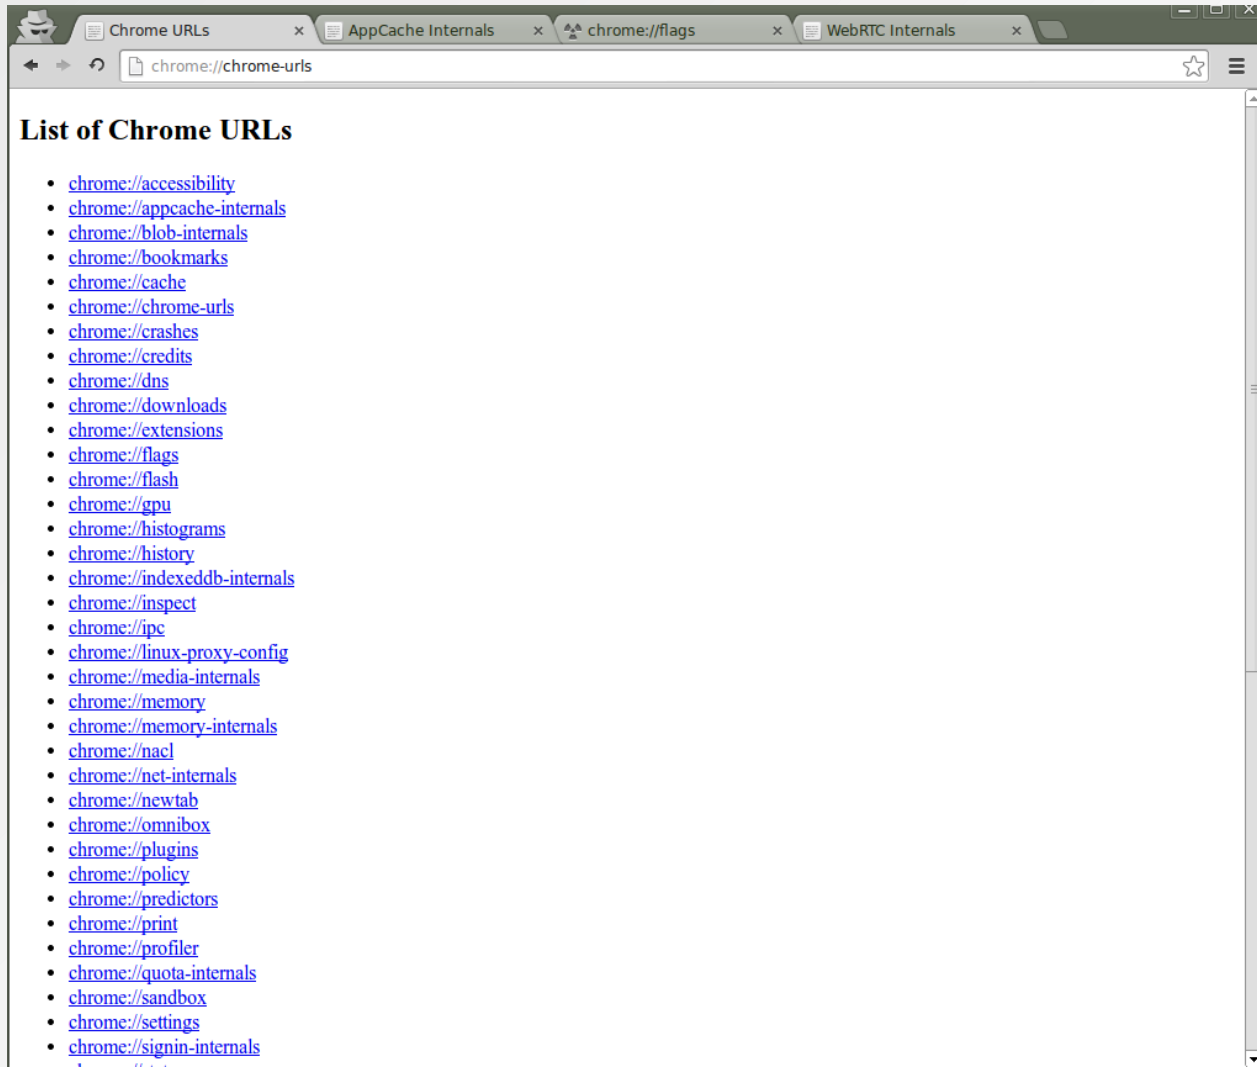 Chrome URLs
AppCache Internals
chrome://flags
WebRTC Internals
chrome://chrome-urls
List of Chrome URLs
chrome://accessibility
chrome://appcache-internals
chrome://blob-internals
chrome://bookmarks
chrome://cache
chrome://chrome-urls
chrome://crashes
chrome://credits
chrome://dns
chrome://downloads
chrome://extensions
chrome://flags
chrome://flash
chrome://gpu
chrome://histograms
chrome://history
chrome://indexeddb-internals
chrome://inspect
chrome://ipc
chrome://linux-proxy-config
chrome://media-internals
chrome://memory
chrome://memory-internals
chrome://nacl
chrome://net-internals
chrome://newtab
chrome://omnibox
chrome://plugins
chrome://policy
chrome://predictors
chrome://print
chrome://profiler
chrome://quota-internals
chrome://sandbox
chrome://settings
chrome://signin-internals